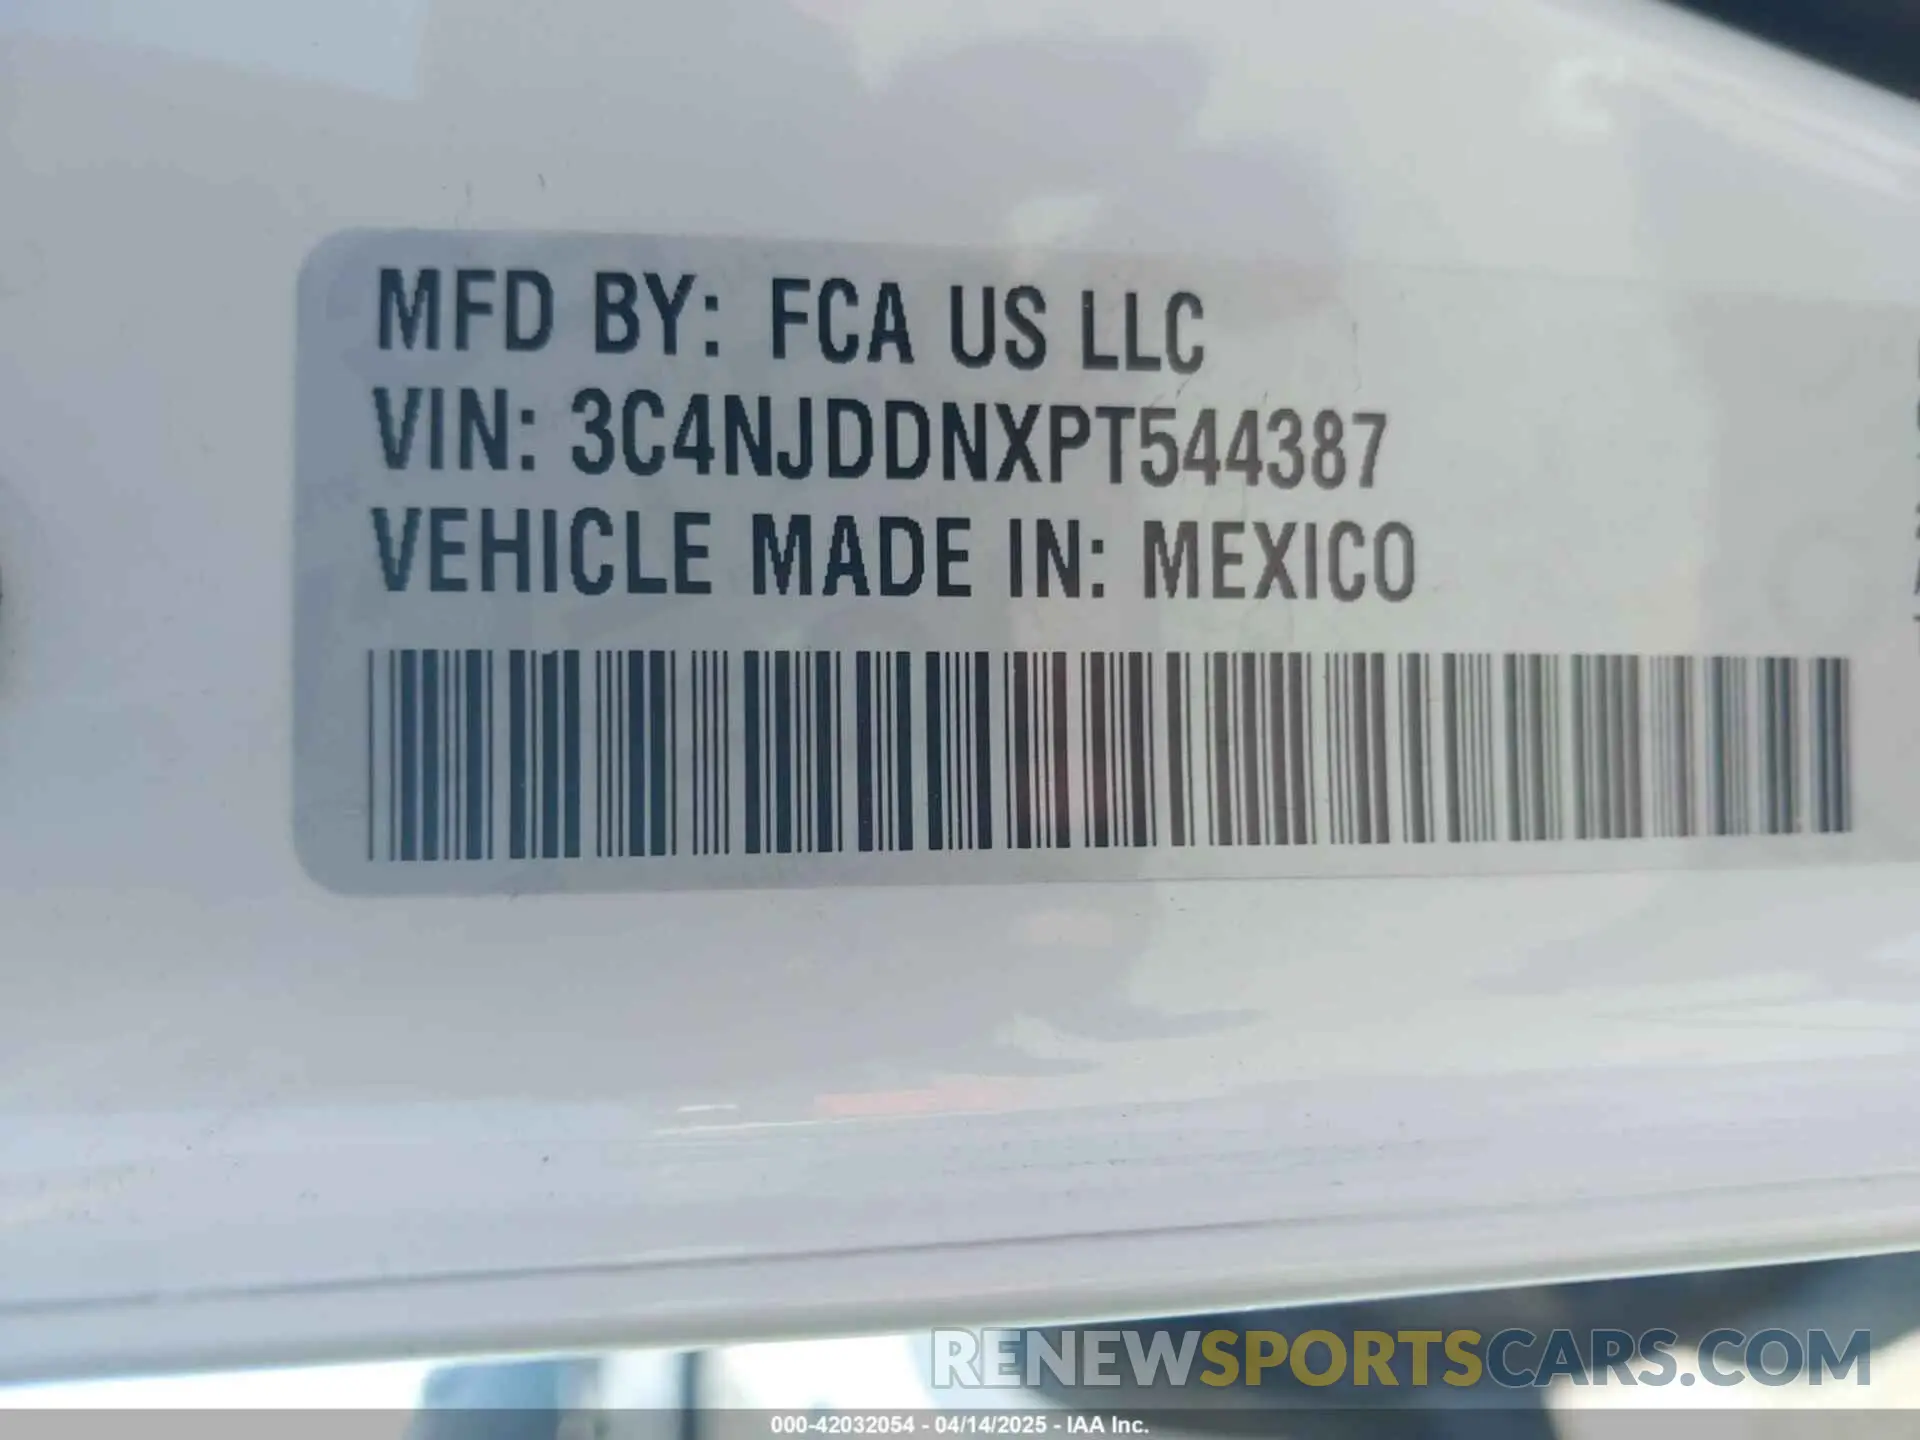 MFD BY: FCA US LLC
VIN: 3C4NJDDNXPT544387
VEHICLE MADE IN: MEXICO
RENEWSPORTSCARS.COM
000-42032054 - 04/14/2025 - IAA Inc.